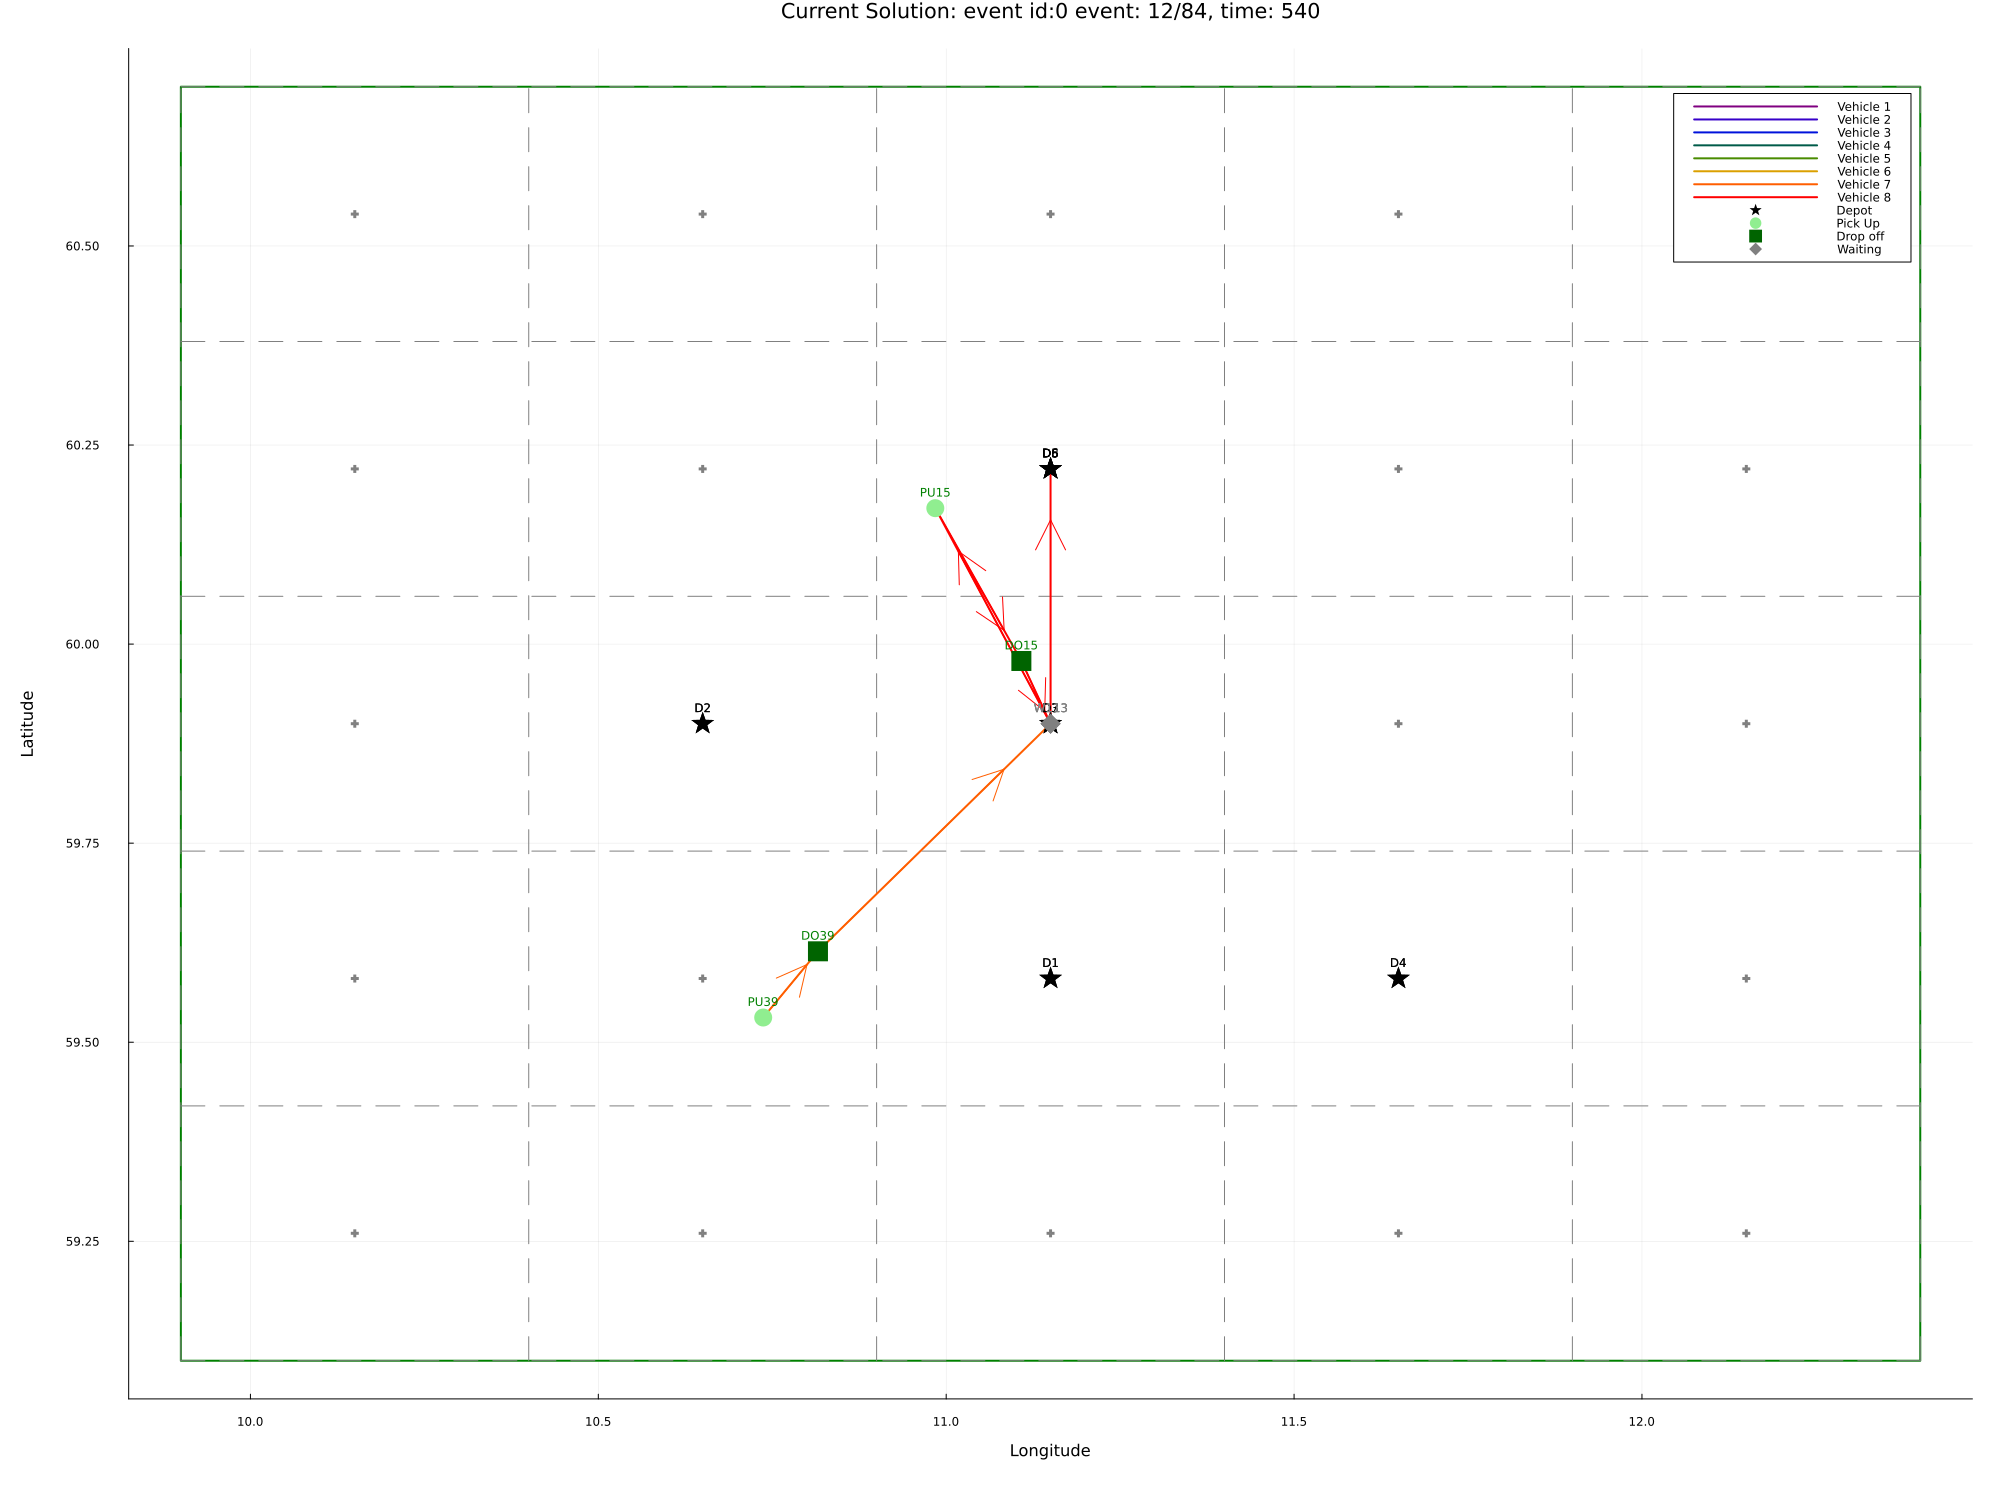 Current Solution: event id:0 event: 12/84, time: 540
Vehicle 1
Vehicle 2
Vehicle 3
Vehicle 4
Vehicle 5
Vehicle 6
Vehicle 7
Vehicle 8
Depot
Pick Up
Drop off
Waiting
60.50
60.25
60.00
59.75
59.50
59.25
Latitude
PU15
DO15
D2
DO39
PU39
D1
D4
10.0
10.5
11.0
11.5
12.0
Longitude